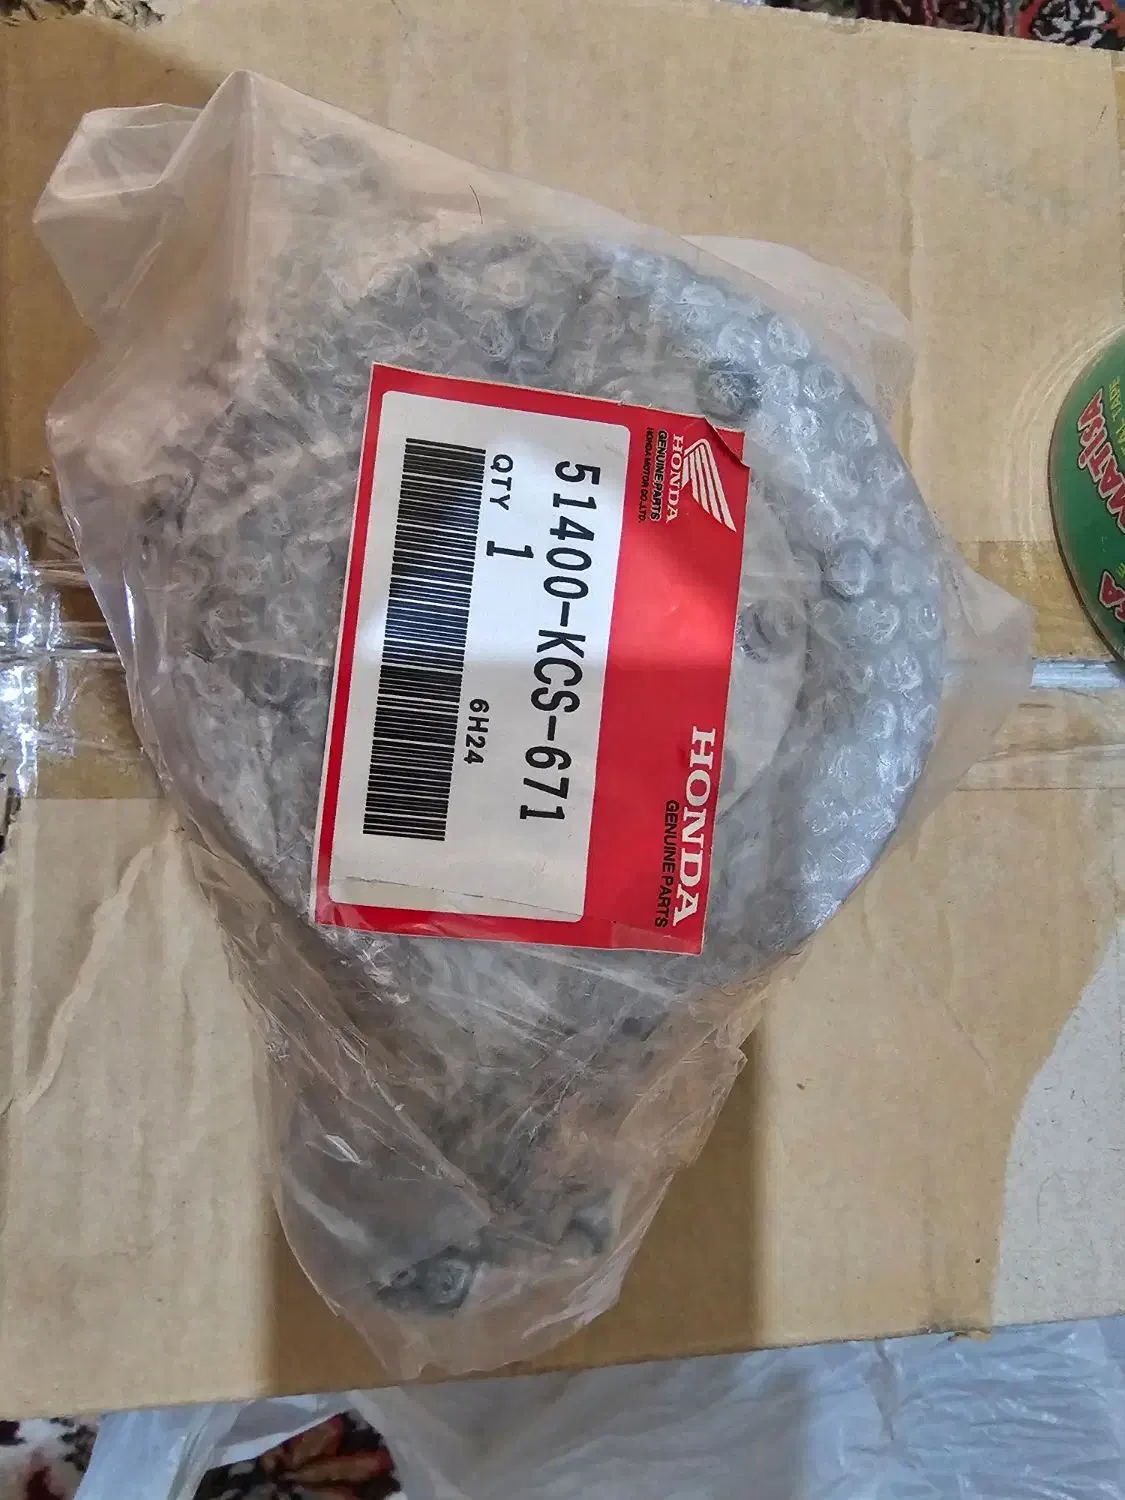 HONDA
GENUINE PARTS
HONDA MOTOR CO.,LTD.
HONDA
GENUINE PARTS
51400-KCS-671
QTY 1
6H24